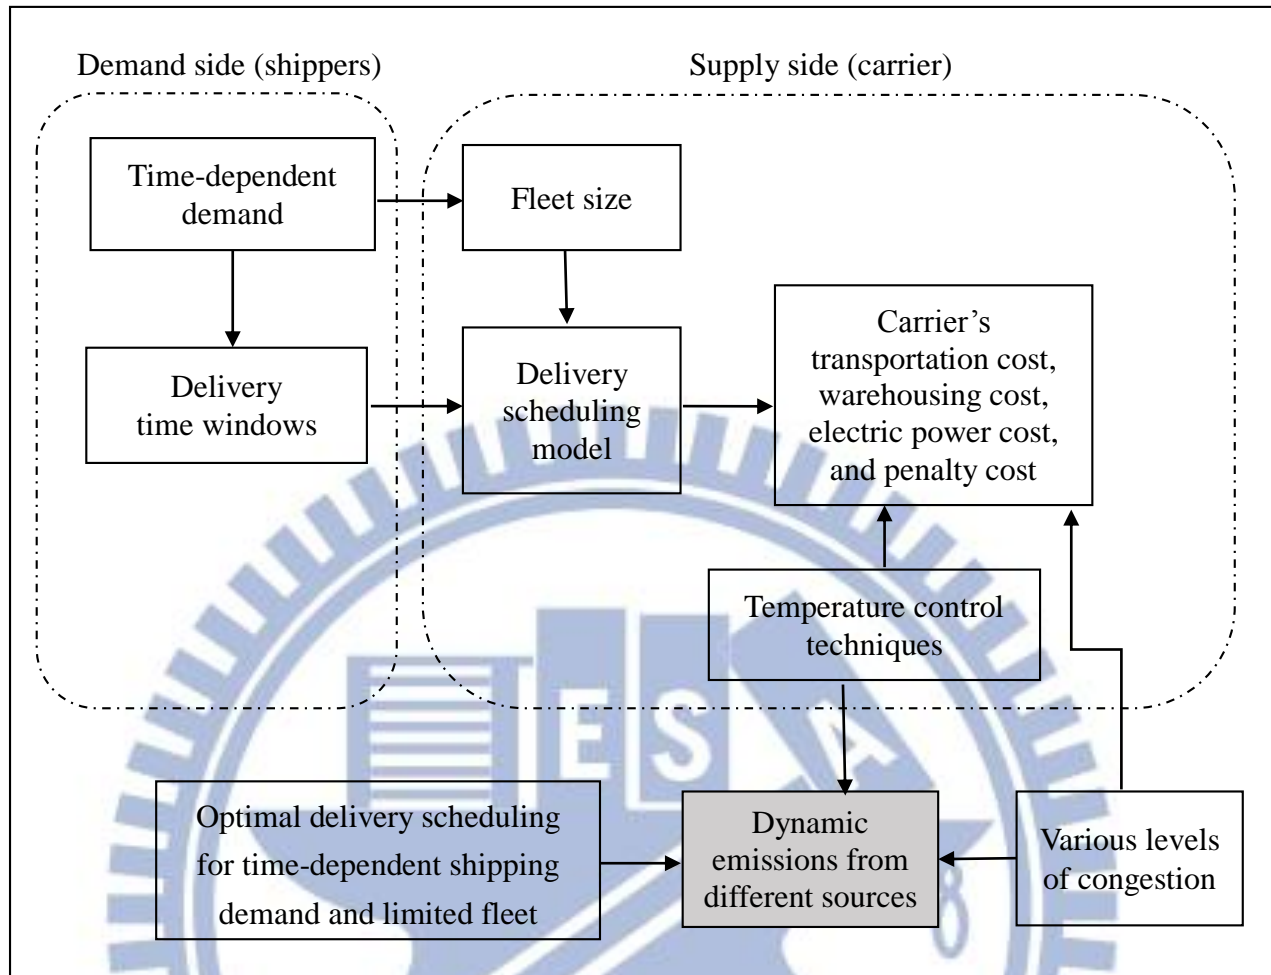 Demand side (shippers)
Supply side (carrier)
Time-dependent
demand
Fleet size
Delivery
time windows
Delivery
scheduling
model
Carrier’s
transportation cost,
warehousing cost,
electric power cost,
and penalty cost
Temperature control
techniques
Optimal delivery scheduling
for time-dependent shipping
demand and limited fleet
Dynamic
emissions from
different sources
Various levels
of congestion
E S A
8